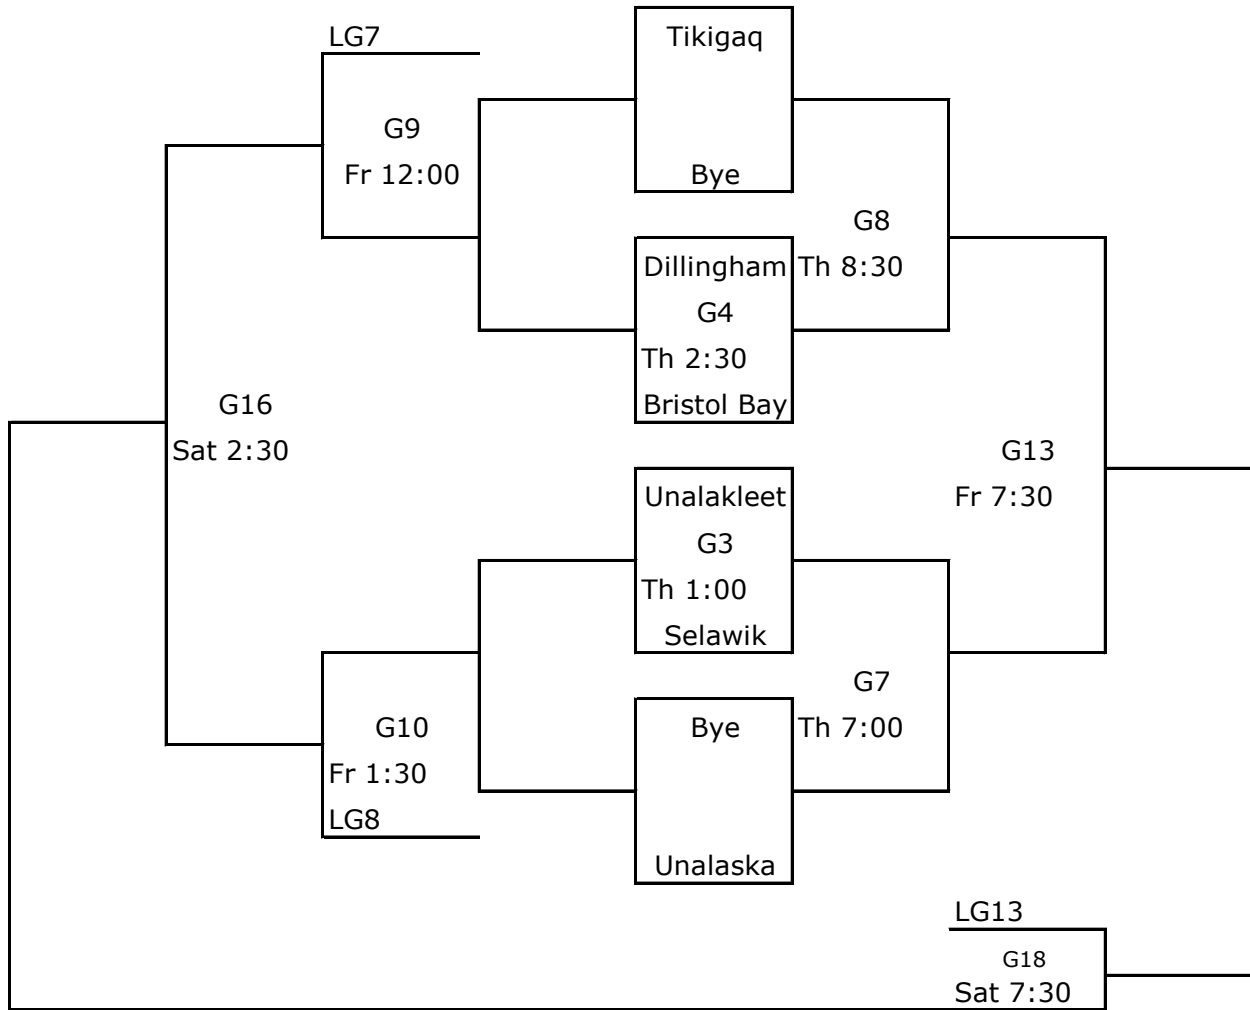 LG7
Tikigaq
G9
Fr 12:00
Bye
G8
Dillingham
Th 8:30
G4
Th 2:30
Bristol Bay
G16
Sat 2:30
G13
Fr 7:30
Unalakleet
G3
Th 1:00
Selawik
G7
G10
Bye
Th 7:00
Fr 1:30
LG8
Unalaska
LG13
G18
Sat 7:30